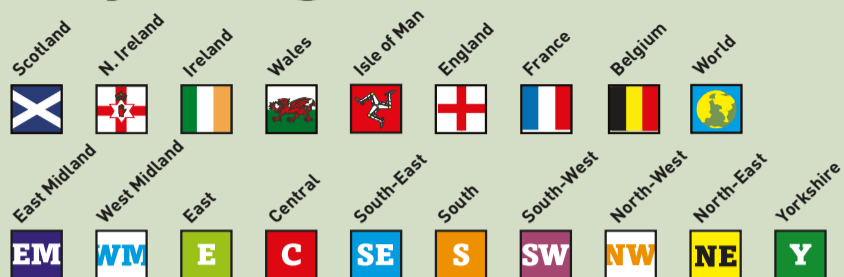 Scotland N. Ireland Ireland Wales Isle of Man England France Belgium World
East Midland West Midland East Central South-East South South-West North-West North-East Yorkshire
EM WM E C SE S SW NW NE Y